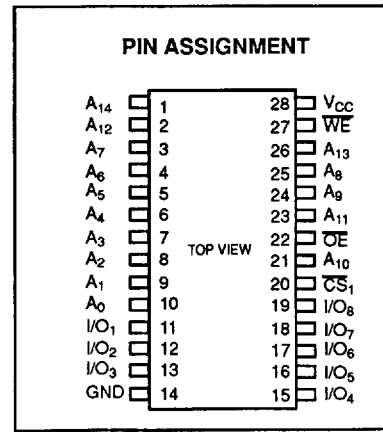 PIN ASSIGNMENT
A14 1 28 VCC
A12 2 27 W̅E̅
A7 3 26 A13
A6 4 25 A8
A5 5 24 A9
A4 6 23 A11
A3 7 22 O̅E̅
A2 8 TOP VIEW 21 A10
A1 9 20 C̅S̅1
A0 10 19 I/O8
I/O1 11 18 I/O7
I/O2 12 17 I/O6
I/O3 13 16 I/O5
GND 14 15 I/O4